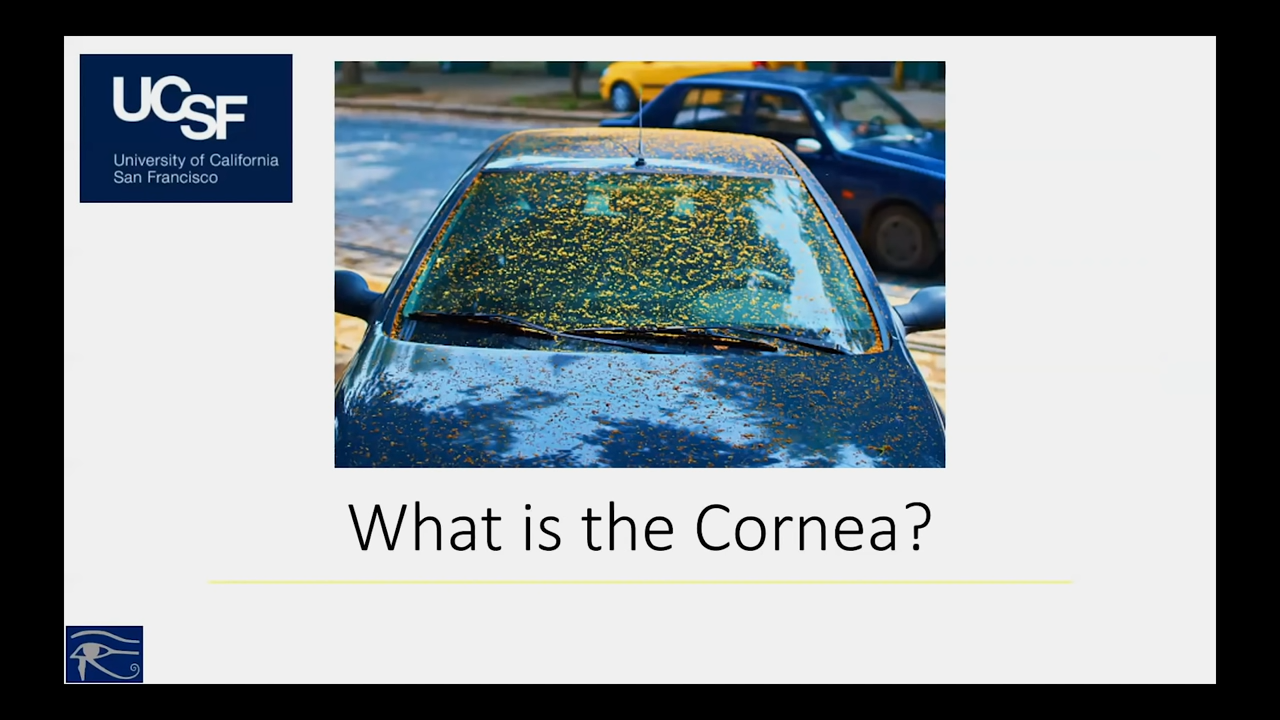 UCSF
University of California
San Francisco
What is the Cornea?